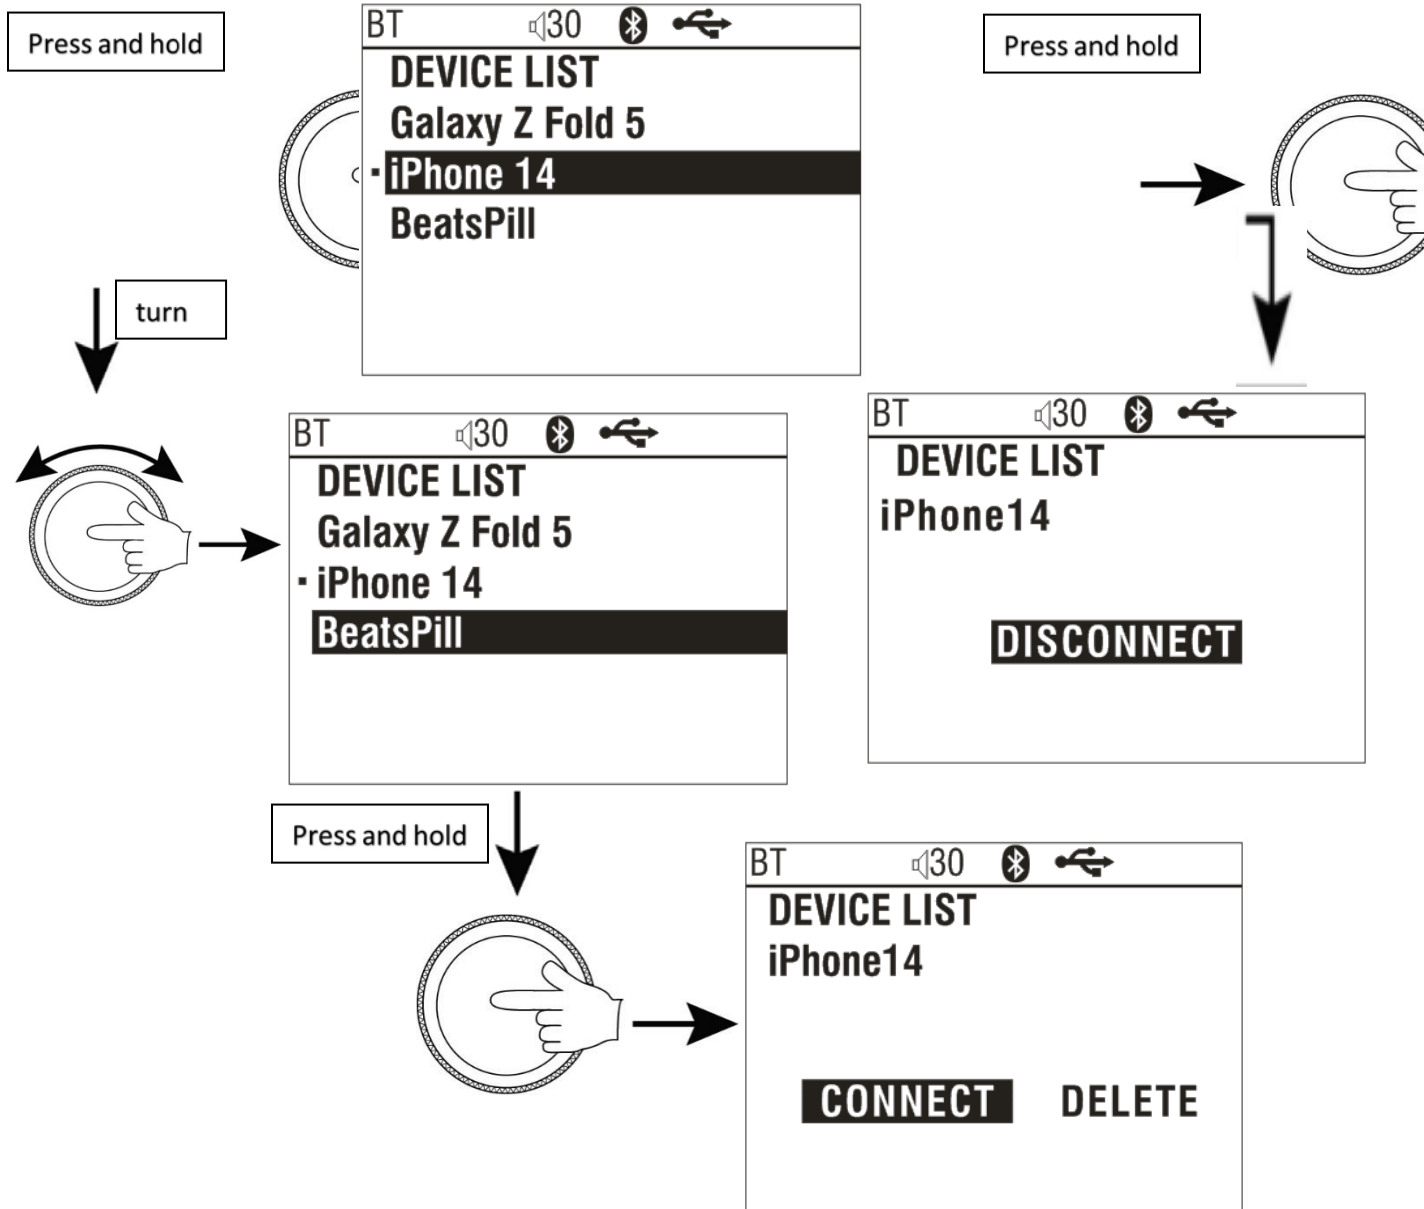 Press and hold
BT 30
DEVICE LIST
Galaxy Z Fold 5
iPhone 14
BeatsPill
Press and hold
turn
BT 30
DEVICE LIST
Galaxy Z Fold 5
iPhone 14
BeatsPill
BT 30
DEVICE LIST
iPhone14
DISCONNECT
Press and hold
BT 30
DEVICE LIST
iPhone14
CONNECT DELETE